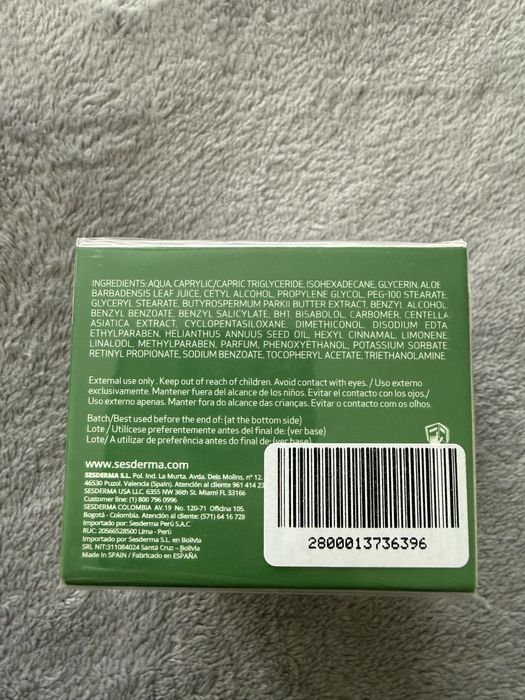 INGREDIENTS: AQUA, CAPRYLIC/CAPRIC TRIGLYCERIDE, ISOHEXADECANE, GLYCERIN, ALOE
BARBADENSIS LEAF JUICE, CETYL ALCOHOL, PROPYLENE GLYCOL, PEG-100 STEARATE,
GLYCERYL STEARATE, BUTYROSPERMUM PARKII BUTTER EXTRACT, BENZYL ALCOHOL,
BENZYL BENZOATE, BENZYL SALICYLATE, BHT, BISABOLOL, CARBOMER, CENTELLA
ASIATICA EXTRACT, CYCLOPENTASILOXANE, DIMETHICONOL, DISODIUM EDTA,
ETHYLPARABEN, HELIANTHUS ANNUUS SEED OIL, HEXYL CINNAMAL, LIMONENE,
LINALOOL, METHYLPARABEN, PARFUM, PHENOXYETHANOL, POTASSIUM SORBATE,
RETINYL PROPIONATE, SODIUM BENZOATE, TOCOPHERYL ACETATE, TRIETHANOLAMINE
External use only . Keep out of reach of children. Avoid contact with eyes. / Uso externo
exclusivamente. Mantener fuera del alcance de los niños. Evitar el contacto con los ojos./
Uso externo apenas. Manter fora do alcance das crianças. Evitar o contacto com os olhos.
Batch/Best used before the end of: (at the bottom side)
Lote / Utilícese preferentemente antes del final de: (ver base)
Lote/ A utilizar de preferência antes do final de: (ver base)
www.sesderma.com
SESDERMA S.L. Pol. Ind. La Murta. Avda. Dels Molins, nº 12.
46530 Puzol. Valencia (Spain). Atención al cliente 961 414 23
SESDERMA USA LLC. 6355 NW 36th St. Miami FL 33166
Customer line: (1) 800 796 0996
SESDERMA COLOMBIA AV.19 No. 120-71 Oficina 105.
Bogotá - Colombia. Atención al cliente: (571) 64 16 728
Importado por: Sesderma Perú S.A.C
RUC: 20566528500 Lima - Perú
Importado por: Sesderma S.L. en Bolivia
SRL NIT:311084024 Santa Cruz – Bolivia
Made in SPAIN / Fabricado en ESPAÑA
2800013736396